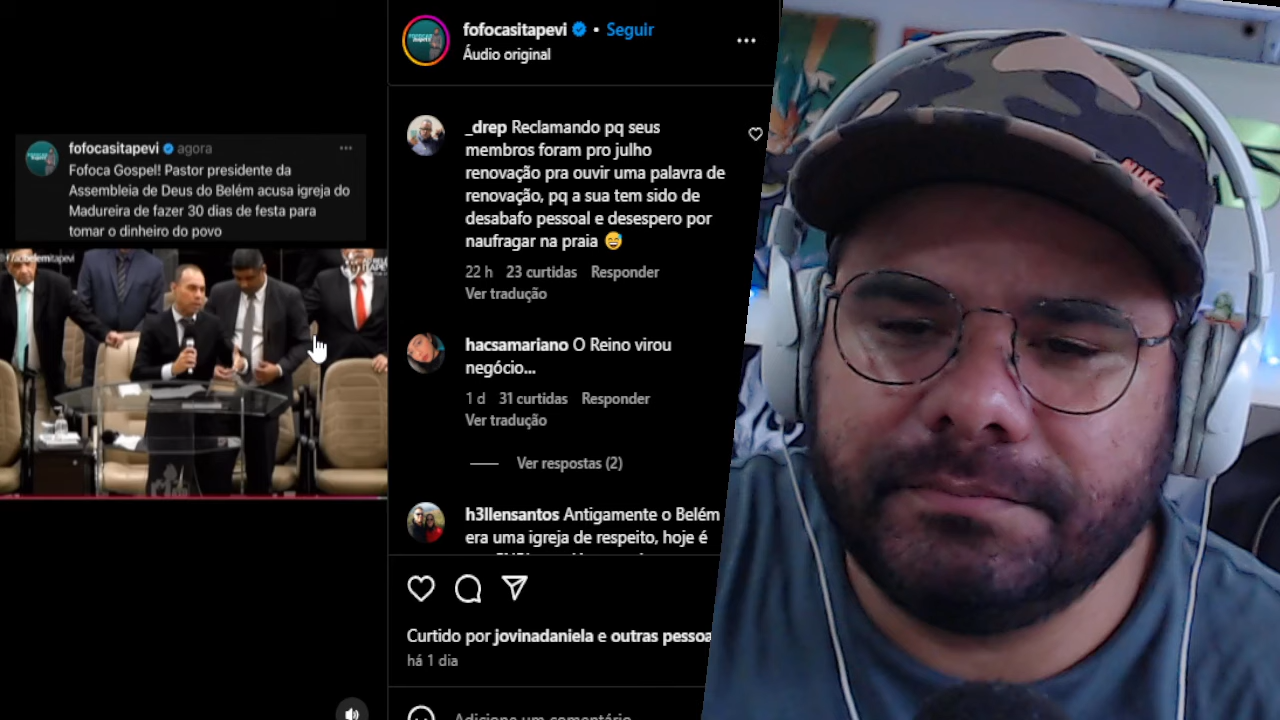 fofocasitapevi • Seguir
Áudio original
fofocasitapevi agora
Fofoca Gospel! Pastor presidente da
Assembleia de Deus do Belém acusa igreja do
Madureira de fazer 30 dias de festa para
tomar o dinheiro do povo
_drep Reclamando pq seus
membros foram pro julho
renovação pra ouvir uma palavra de
renovação, pq a sua tem sido de
desabafo pessoal e desespero por
naufragar na praia 😅
22 h 23 curtidas Responder
Ver tradução
hacsamariano O Reino virou
negócio...
1 d 31 curtidas Responder
Ver tradução
Ver respostas (2)
h3llensantos Antigamente o Belém
era uma igreja de respeito, hoje é
Curtido por jovinadaniela e outras pessoa
há 1 dia
Adicione um comentário
NIKE